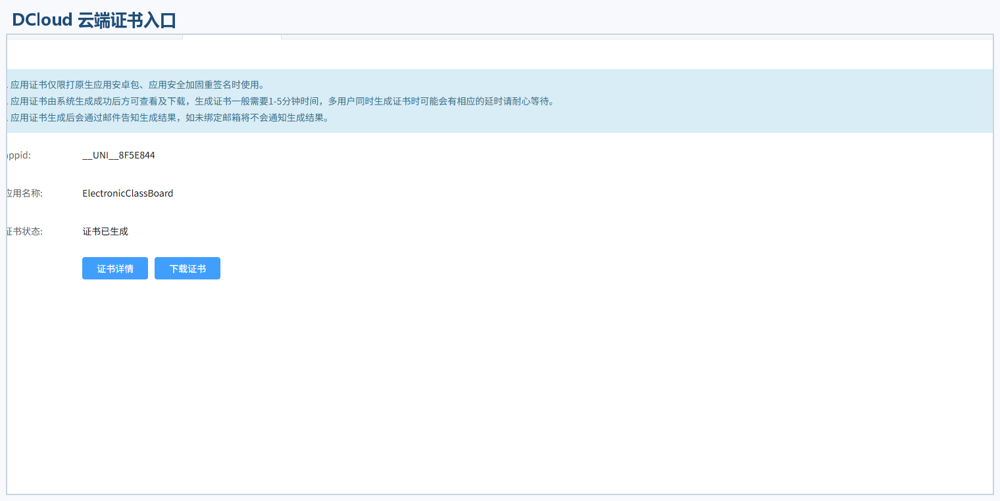 DCloud 云端证书入口
. 应用证书仅限打原生应用安卓包、应用安全加固重签名时使用。
. 应用证书由系统生成成功后方可查看及下载，生成证书一般需要1-5分钟时间，多用户同时生成证书时可能会有相应的延时请耐心等待。
. 应用证书生成后会通过邮件告知生成结果，如未绑定邮箱将不会通知生成结果。
appid: __UNI__8F5E844
应用名称: ElectronicClassBoard
证书状态: 证书已生成
证书详情 下载证书